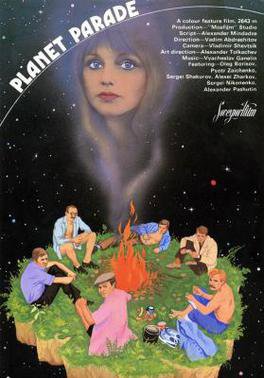 PLANET PARADE
A colour feature film, 2643 m
Production—"Mosfilm" Studio
Script—Alexander Mindadze
Direction—Vadim Abdrashitov
Camera—Vladimir Shevtsik
Art direction—Alexander Tolkachev
Music—Vyacheslav Ganelin
Featuring—Oleg Borisov,
Pyotr Zaichenko,
Sergei Shakurov, Alexei Zharkov,
Sergei Nikonenko,
Alexander Pashutin
Sovexportfilm